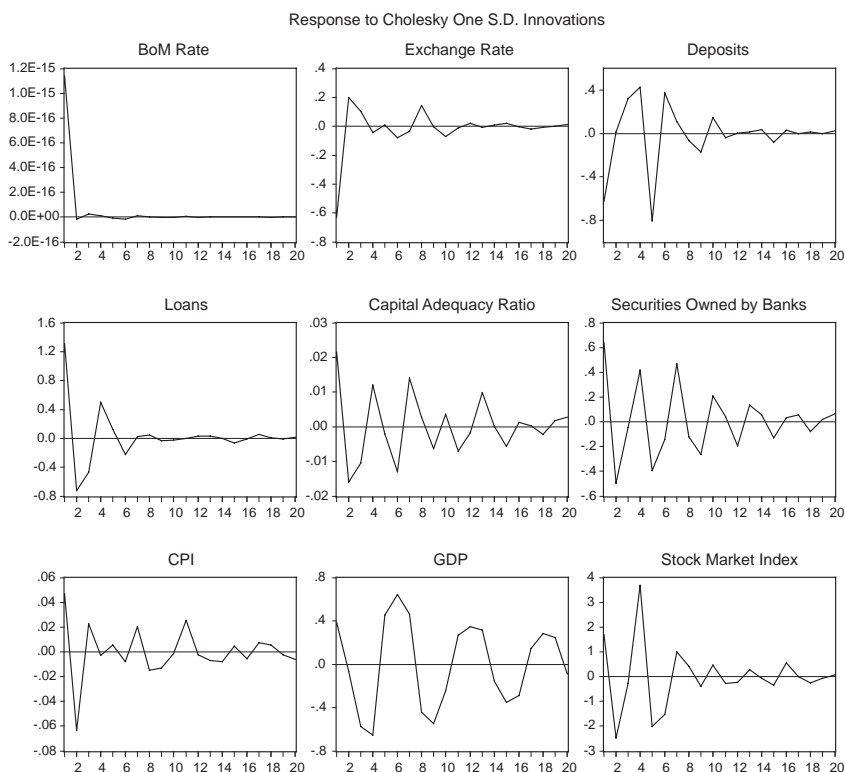 Response to Cholesky One S.D. Innovations
BoM Rate
1.2E-15
1.0E-15
8.0E-16
6.0E-16
4.0E-16
2.0E-16
0.0E+00
-2.0E-16
2 4 6 8 10 12 14 16 18 20
Exchange Rate
.4
.2
.0
-.2
-.4
-.6
-.8
2 4 6 8 10 12 14 16 18 20
Deposits
.4
.0
-.4
-.8
2 4 6 8 10 12 14 16 18 20
Loans
1.6
1.2
0.8
0.4
0.0
-0.4
-0.8
2 4 6 8 10 12 14 16 18 20
Capital Adequacy Ratio
.03
.02
.01
.00
-.01
-.02
2 4 6 8 10 12 14 16 18 20
Securities Owned by Banks
.8
.6
.4
.2
.0
-.2
-.4
-.6
2 4 6 8 10 12 14 16 18 20
CPI
.06
.04
.02
.00
-.02
-.04
-.06
-.08
2 4 6 8 10 12 14 16 18 20
GDP
.8
.4
.0
-.4
-.8
2 4 6 8 10 12 14 16 18 20
Stock Market Index
4
3
2
1
0
-1
-2
-3
2 4 6 8 10 12 14 16 18 20